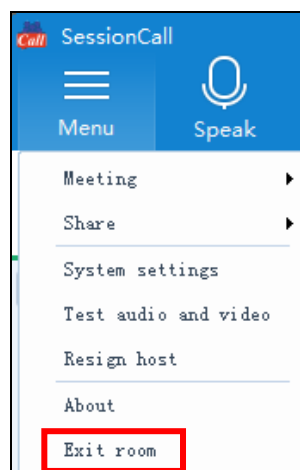 Call SessionCall
Menu Speak
Meeting
Share
System settings
Test audio and video
Resign host
About
Exit room